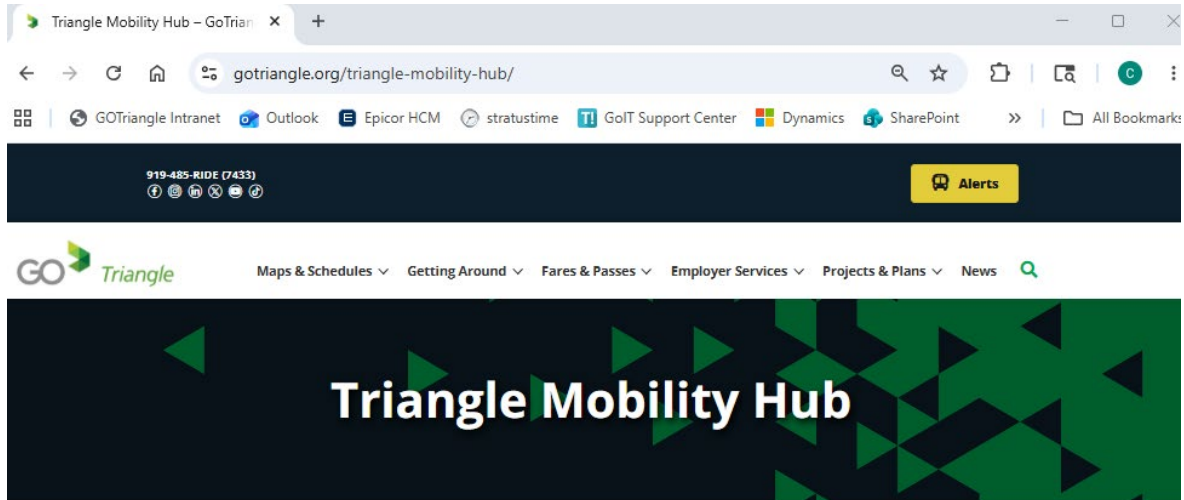 Triangle Mobility Hub – GoTrian
gotriangle.org/triangle-mobility-hub/
C
GOTriangle Intranet Outlook E Epicor HCM stratustime T! GoIT Support Center Dynamics S SharePoint » All Bookmarks
919-485-RIDE (7433)
Alerts
GO Triangle Maps & Schedules Getting Around Fares & Passes Employer Services Projects & Plans News
Triangle Mobility Hub